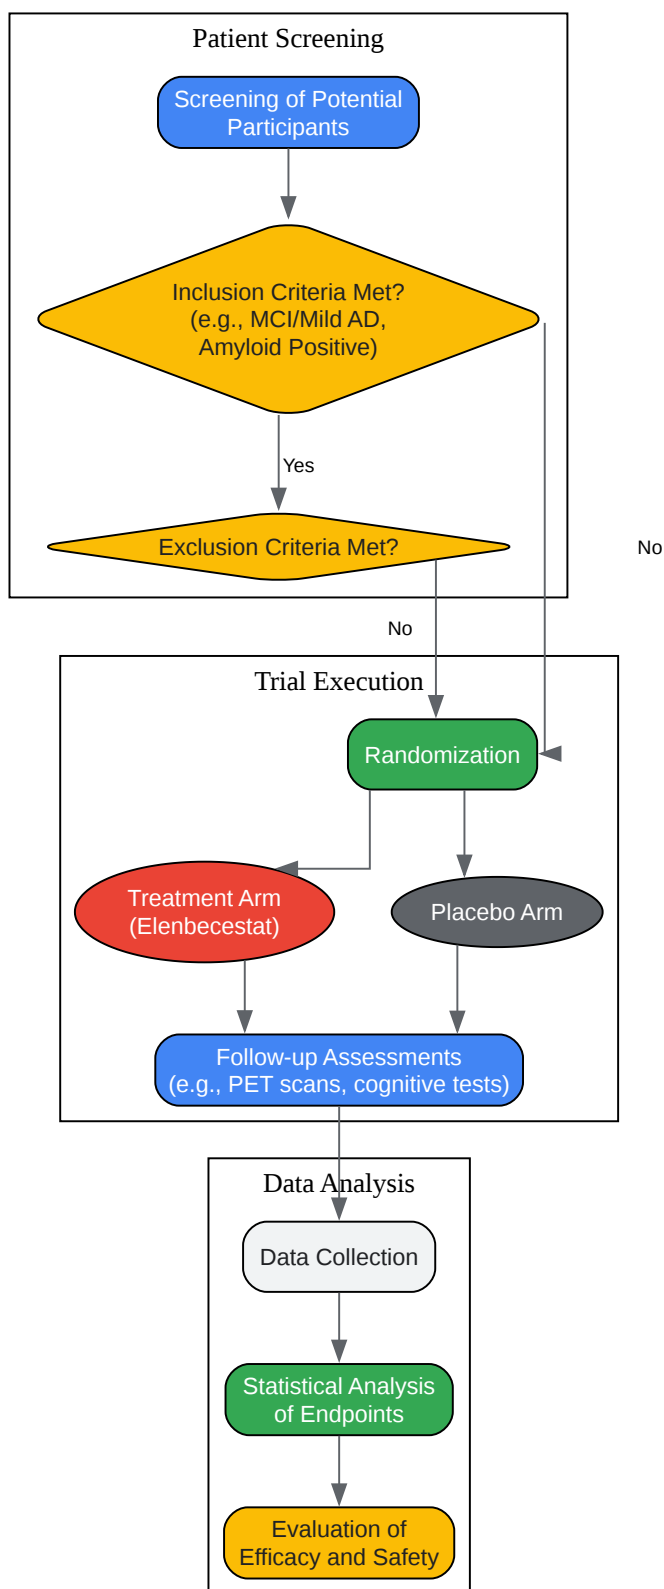 Patient Screening
Screening of Potential
Participants
Inclusion Criteria Met?
(e.g., MCI/Mild AD,
Amyloid Positive)
Yes
Exclusion Criteria Met?
No
No
Trial Execution
Randomization
Treatment Arm
(Elenbecestat)
Placebo Arm
Follow-up Assessments
(e.g., PET scans, cognitive tests)
Data Analysis
Data Collection
Statistical Analysis
of Endpoints
Evaluation of
Efficacy and Safety